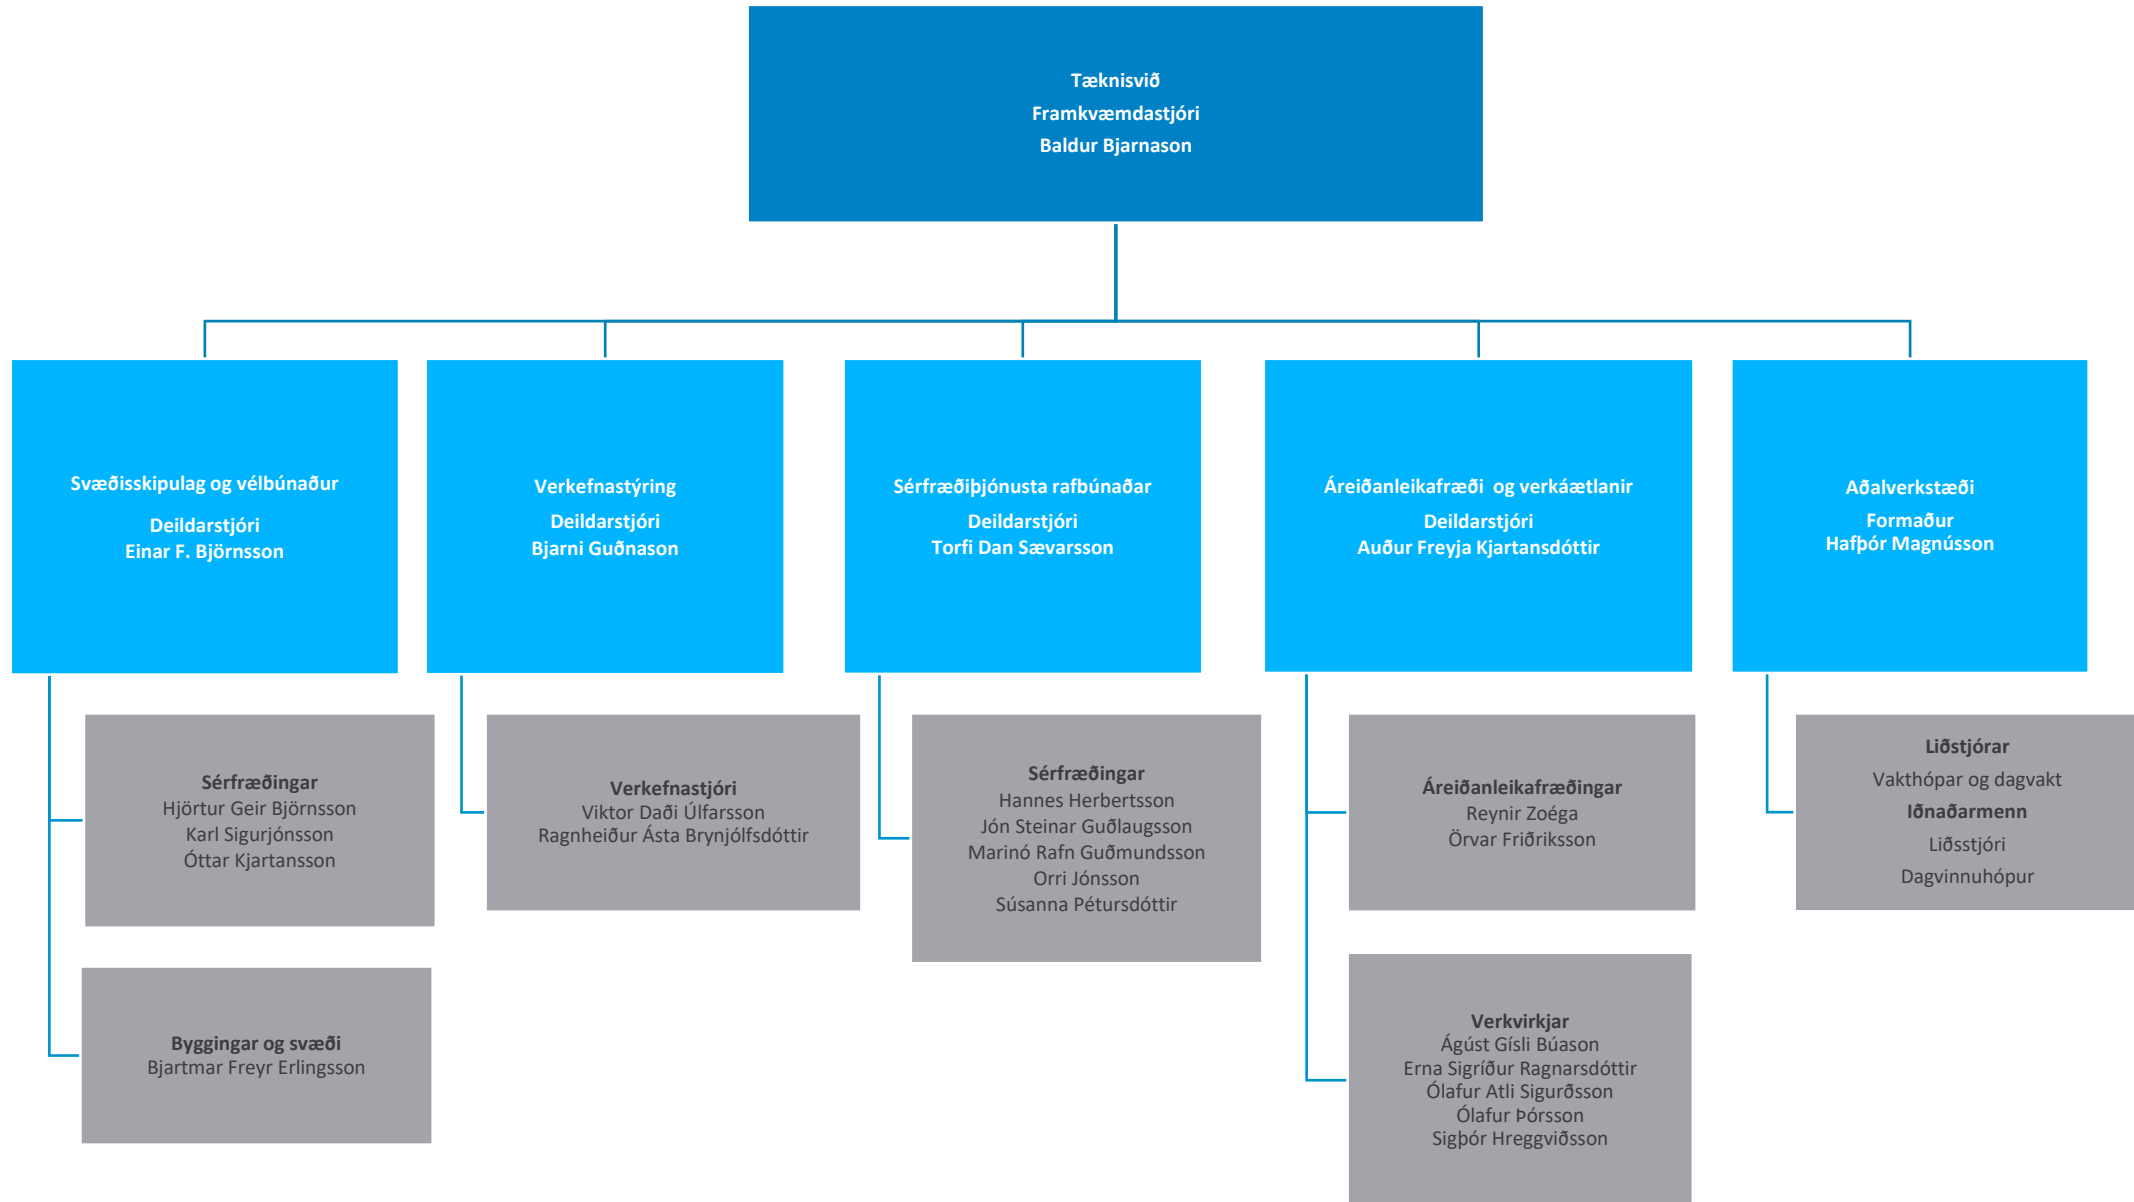 Tæknisvið
Framkvæmdastjóri
Baldur Bjarnason
Svæðisskipulag og vélbúnaður
Deildarstjóri
Einar F. Björnsson
Verkefnastýring
Deildarstjóri
Bjarni Guðnason
Sérfræðiþjónusta rafbúnaðar
Deildarstjóri
Torfi Dan Sævarsson
Áreiðanleikafræði og verkáætlanir
Deildarstjóri
Auður Freyja Kjartansdóttir
Aðalverkstæði
Formaður
Hafþór Magnússon
Sérfræðingar
Hjörtur Geir Björnsson
Karl Sigurjónsson
Óttar Kjartansson
Byggingar og svæði
Bjartmar Freyr Erlingsson
Verkefnastjóri
Viktor Daði Úlfarsson
Ragnheiður Ásta Brynjólfsdóttir
Sérfræðingar
Hannes Herbertsson
Jón Steinar Guðlaugsson
Marinó Rafn Guðmundsson
Orri Jónsson
Súsanna Pétursdóttir
Áreiðanleikafræðingar
Reynir Zoéga
Örvar Friðriksson
Verkvirkjar
Ágúst Gísli Búason
Erna Sigríður Ragnarsdóttir
Ólafur Atli Sigurðsson
Ólafur Þórsson
Sigþór Hreggviðsson
Liðstjórar
Vakthópar og dagvakt
Iðnaðarmenn
Liðsstjóri
Dagvinnuhópur